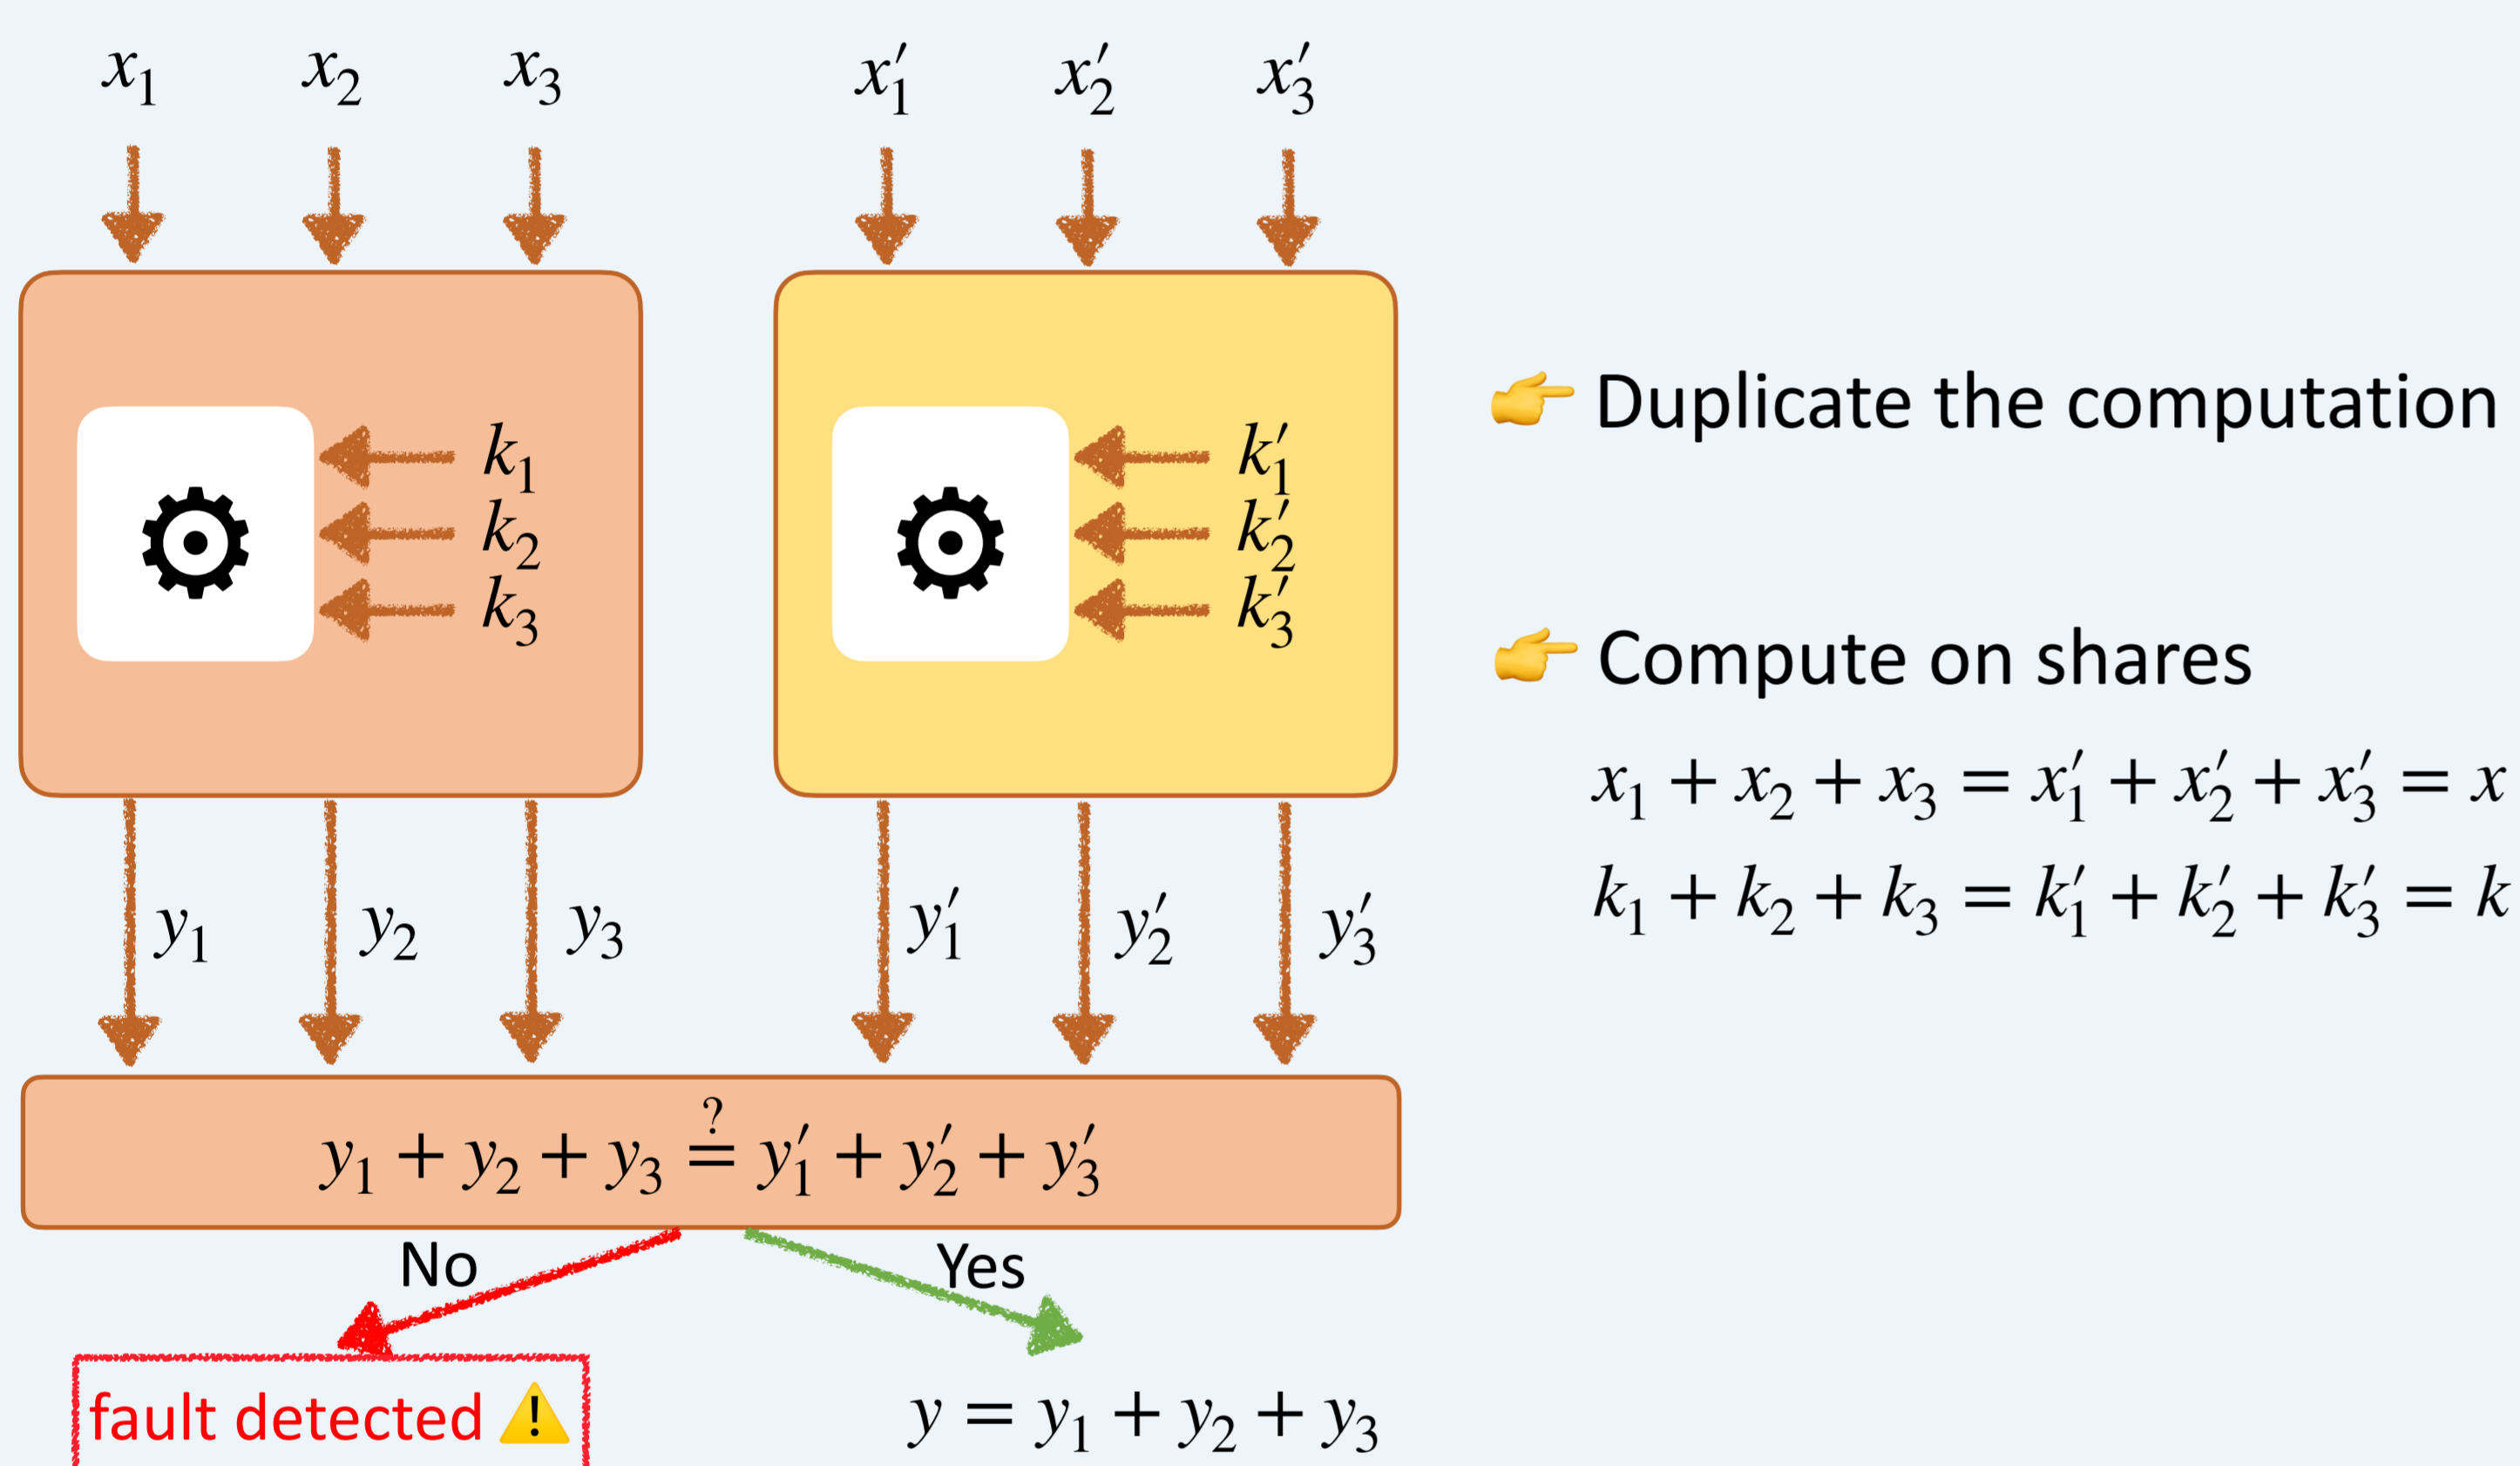 x₁ x₂ x₃ x′₁ x′₂ x′₃
k₁ k′₁
k₂ k′₂
k₃ k′₃
👉 Duplicate the computation
👉 Compute on shares
x₁ + x₂ + x₃ = x′₁ + x′₂ + x′₃ = x
k₁ + k₂ + k₃ = k′₁ + k′₂ + k′₃ = k
y₁ y₂ y₃ y′₁ y′₂ y′₃
y₁ + y₂ + y₃ ≟ y′₁ + y′₂ + y′₃
No Yes
fault detected ⚠️
y = y₁ + y₂ + y₃